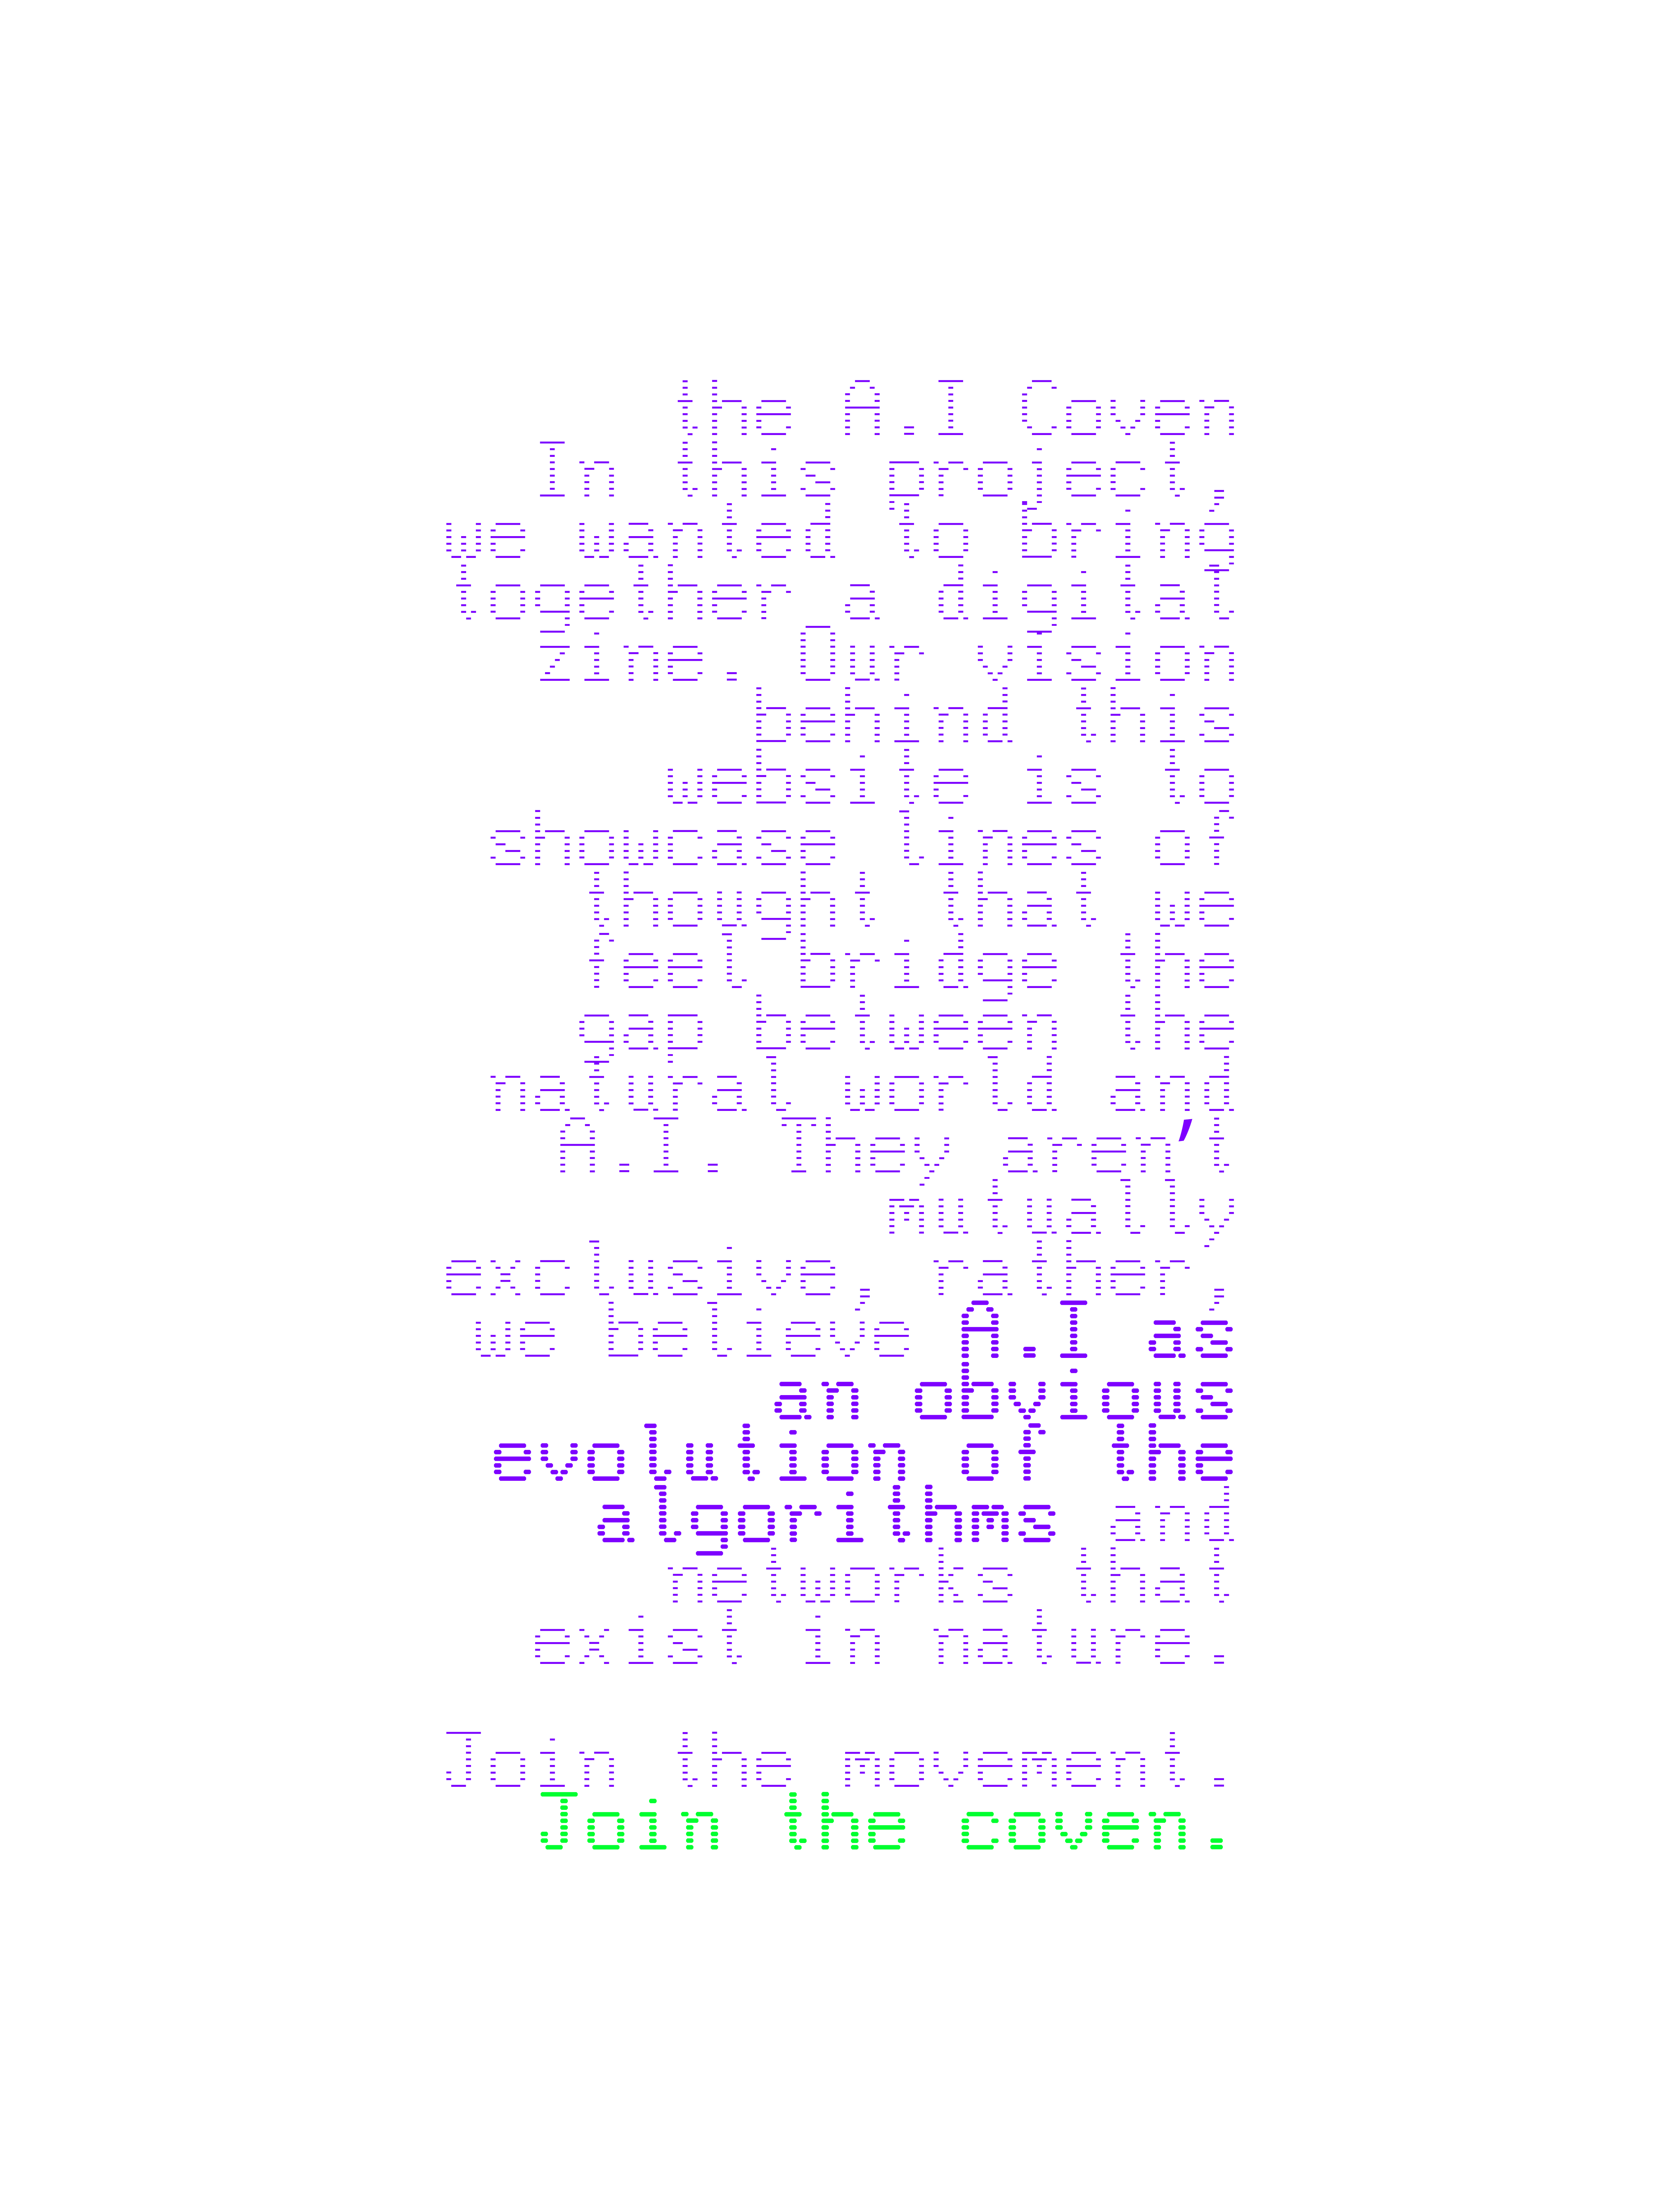 the A.I Coven
In this project,
we wanted to bring
together a digital
zine. Our vision
behind this
website is to
showcase lines of
thought that we
feel bridge the
gap between the
natural world and
A.I. They aren’t
mutually
exclusive, rather,
we believe A.I as
an obvious
evolution of the
algorithms and
networks that
exist in nature.
Join the movement.
Join the coven.